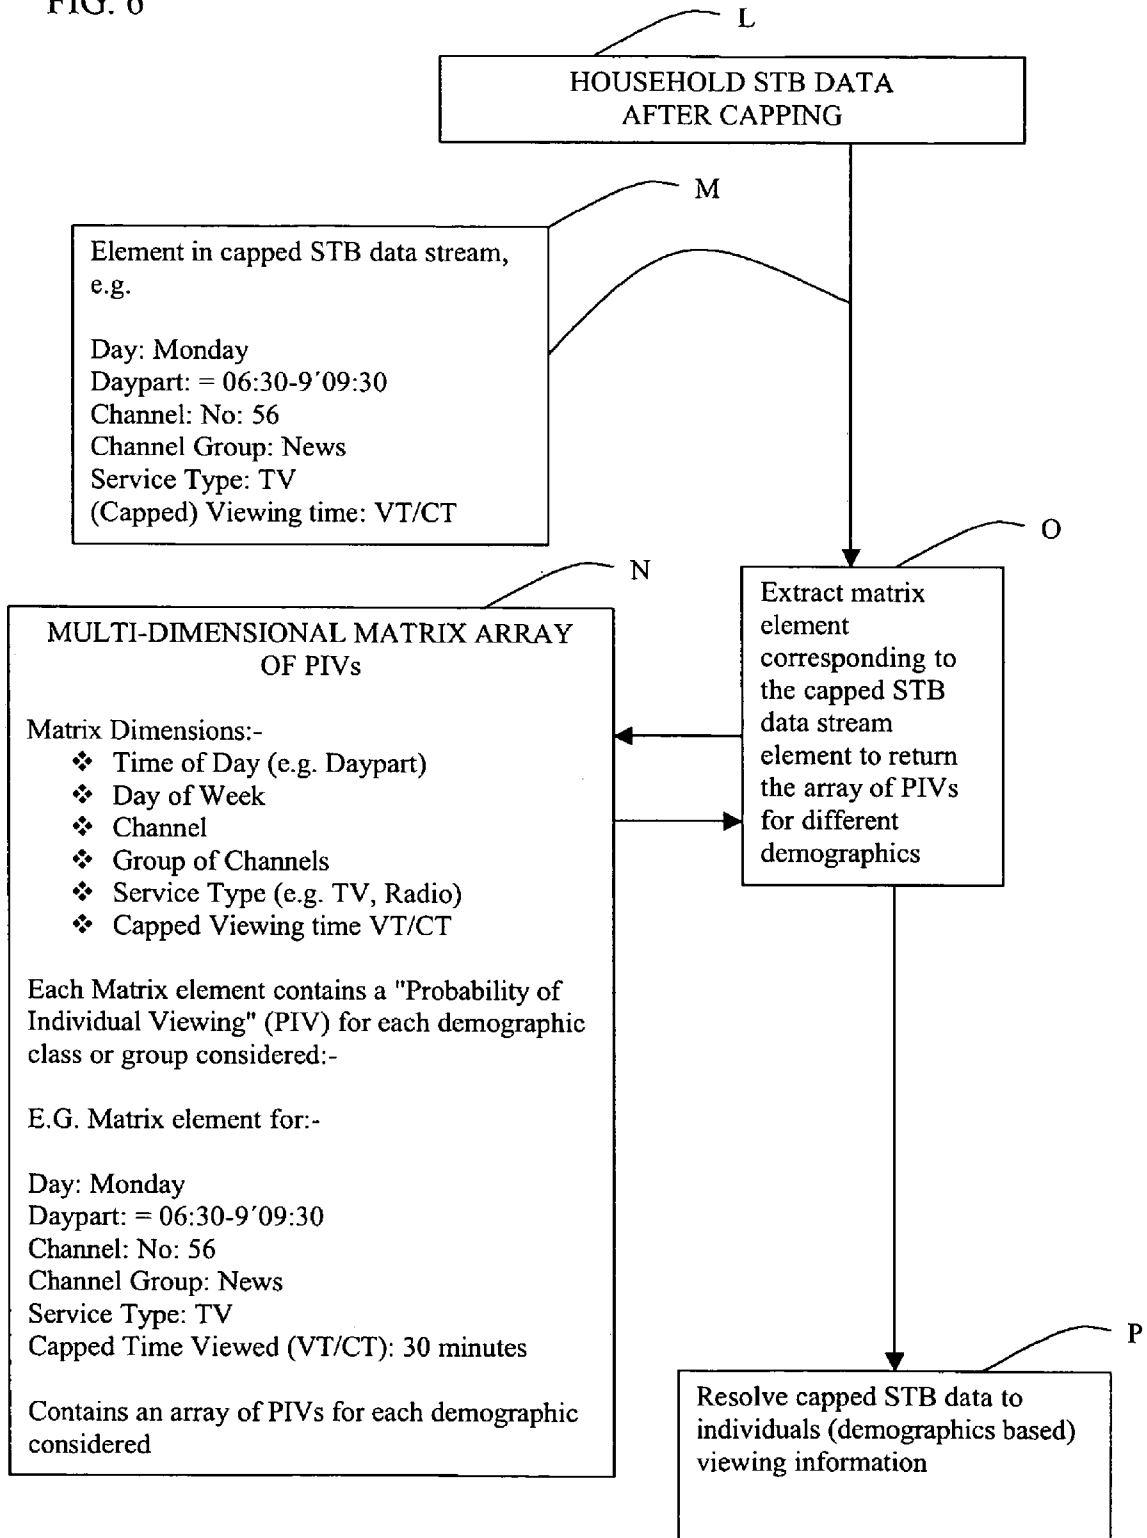 FIG. 6
L
HOUSEHOLD STB DATA
AFTER CAPPING
M
Element in capped STB data stream,
e.g.
Day: Monday
Daypart: = 06:30-9´09:30
Channel: No: 56
Channel Group: News
Service Type: TV
(Capped) Viewing time: VT/CT
N
MULTI-DIMENSIONAL MATRIX ARRAY
OF PIVs
Matrix Dimensions:-
❖ Time of Day (e.g. Daypart)
❖ Day of Week
❖ Channel
❖ Group of Channels
❖ Service Type (e.g. TV, Radio)
❖ Capped Viewing time VT/CT
Each Matrix element contains a "Probability of
Individual Viewing" (PIV) for each demographic
class or group considered:-
E.G. Matrix element for:-
Day: Monday
Daypart: = 06:30-9´09:30
Channel: No: 56
Channel Group: News
Service Type: TV
Capped Time Viewed (VT/CT): 30 minutes
Contains an array of PIVs for each demographic
considered
O
Extract matrix
element
corresponding to
the capped STB
data stream
element to return
the array of PIVs
for different
demographics
P
Resolve capped STB data to
individuals (demographics based)
viewing information